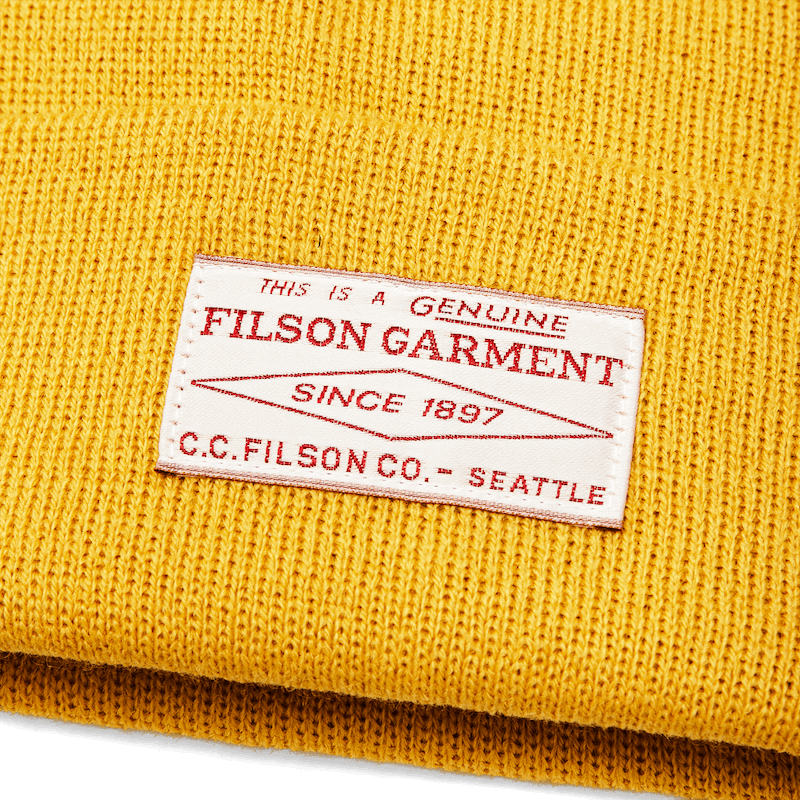 THIS IS A GENUINE
FILSON GARMENT
SINCE 1897
C.C. FILSON CO. - SEATTLE